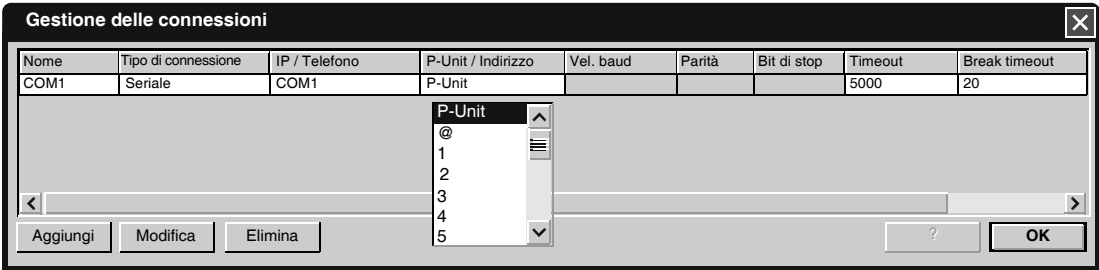 Gestione delle connessioni
Nome Tipo di connessione IP / Telefono P-Unit / Indirizzo Vel. baud Parità Bit di stop Timeout Break timeout
COM1 Seriale COM1 P-Unit 5000 20
P-Unit
@
1
2
3
4
5
Aggiungi Modifica Elimina ? OK